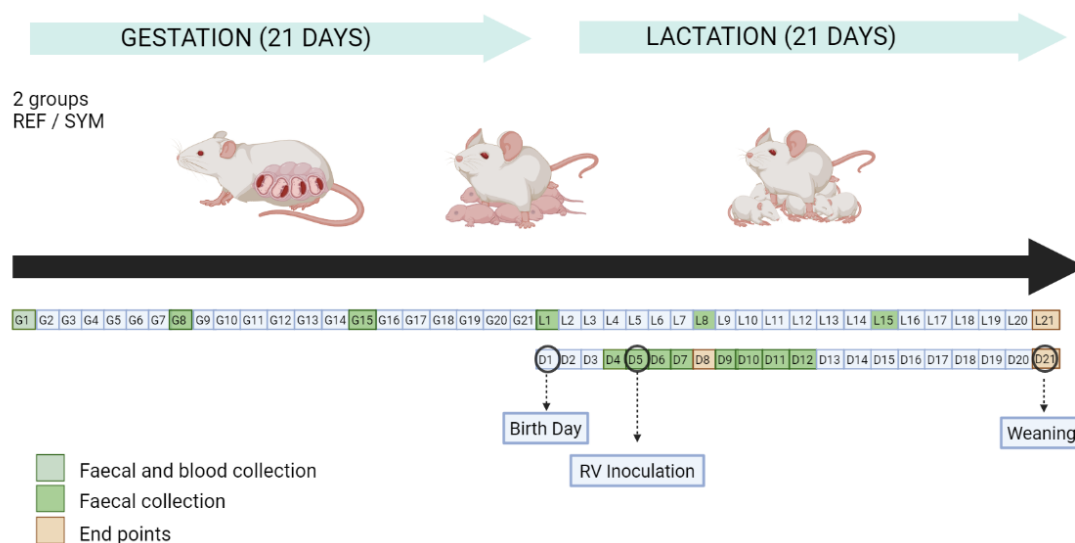 GESTATION (21 DAYS)
LACTATION (21 DAYS)
2 groups
REF / SYM
G1 G2 G3 G4 G5 G6 G7 G8 G9 G10 G11 G12 G13 G14 G15 G16 G17 G18 G19 G20 G21 L1 L2 L3 L4 L5 L6 L7 L8 L9 L10 L11 L12 L13 L14 L15 L16 L17 L18 L19 L20 L21
D1 D2 D3 D4 D5 D6 D7 D8 D9 D10 D11 D12 D13 D14 D15 D16 D17 D18 D19 D20 D21
Birth Day
Weaning
RV Inoculation
Faecal and blood collection
Faecal collection
End points